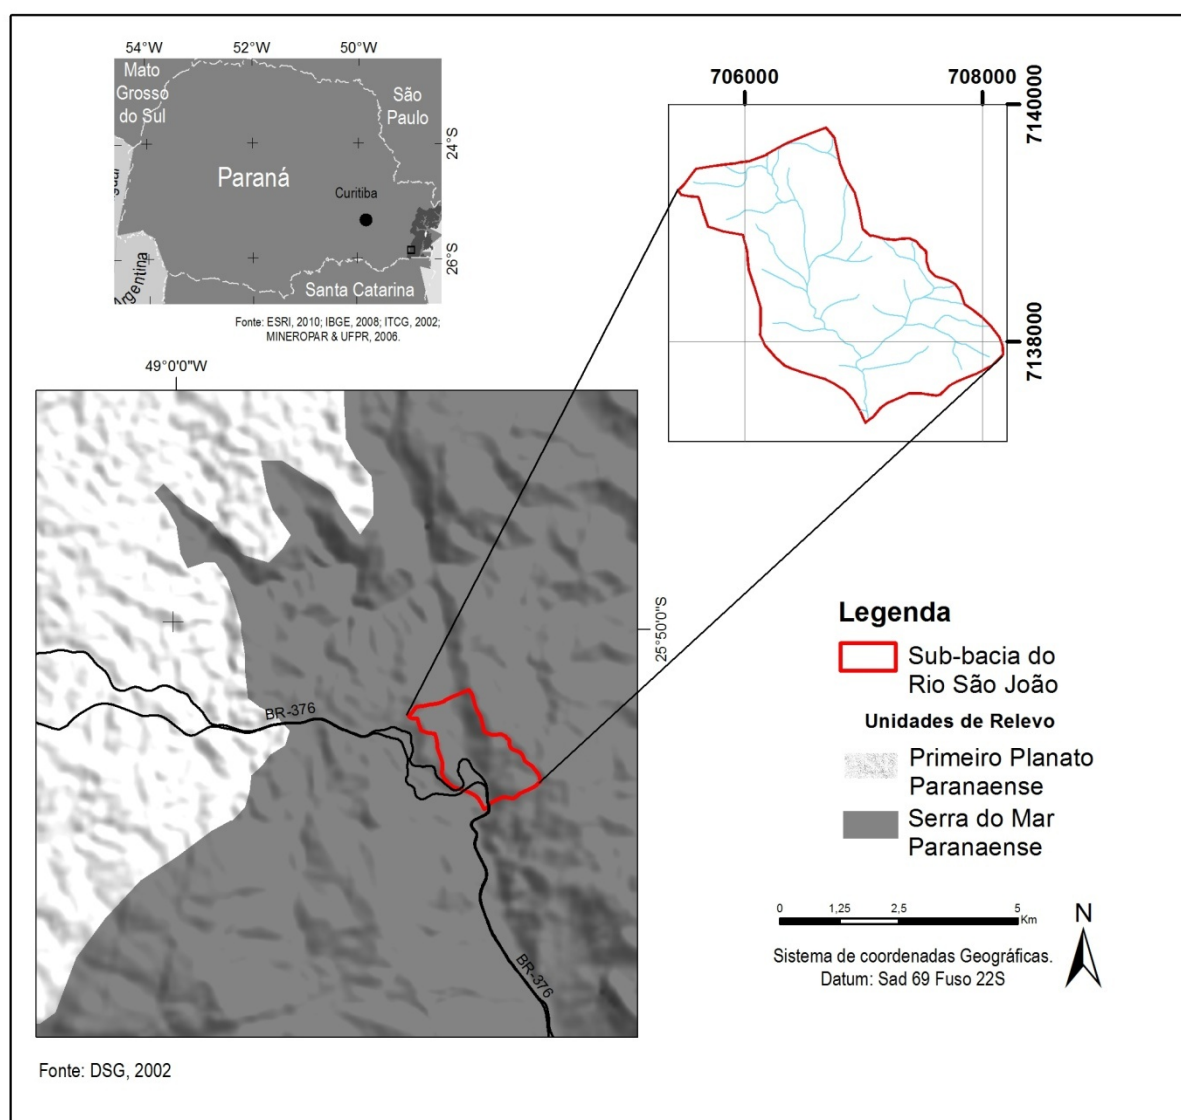 54°W 52°W 50°W
Mato
Grosso
do Sul
São
Paulo
24°S
Paraná
Curitiba
26°S
Argentina
Santa Catarina
Fonte: ESRI, 2010; IBGE, 2008; ITCG, 2002;
MINEROPAR & UFPR, 2006.
706000 708000
7140000
7138000
49°0'0"W
25°50'0"S
BR-376
BR-376
Legenda
Sub-bacia do
Rio São João
Unidades de Relevo
Primeiro Planato
Paranaense
Serra do Mar
Paranaense
0 1,25 2,5 5
Km
N
Sistema de coordenadas Geográficas.
Datum: Sad 69 Fuso 22S
Fonte: DSG, 2002